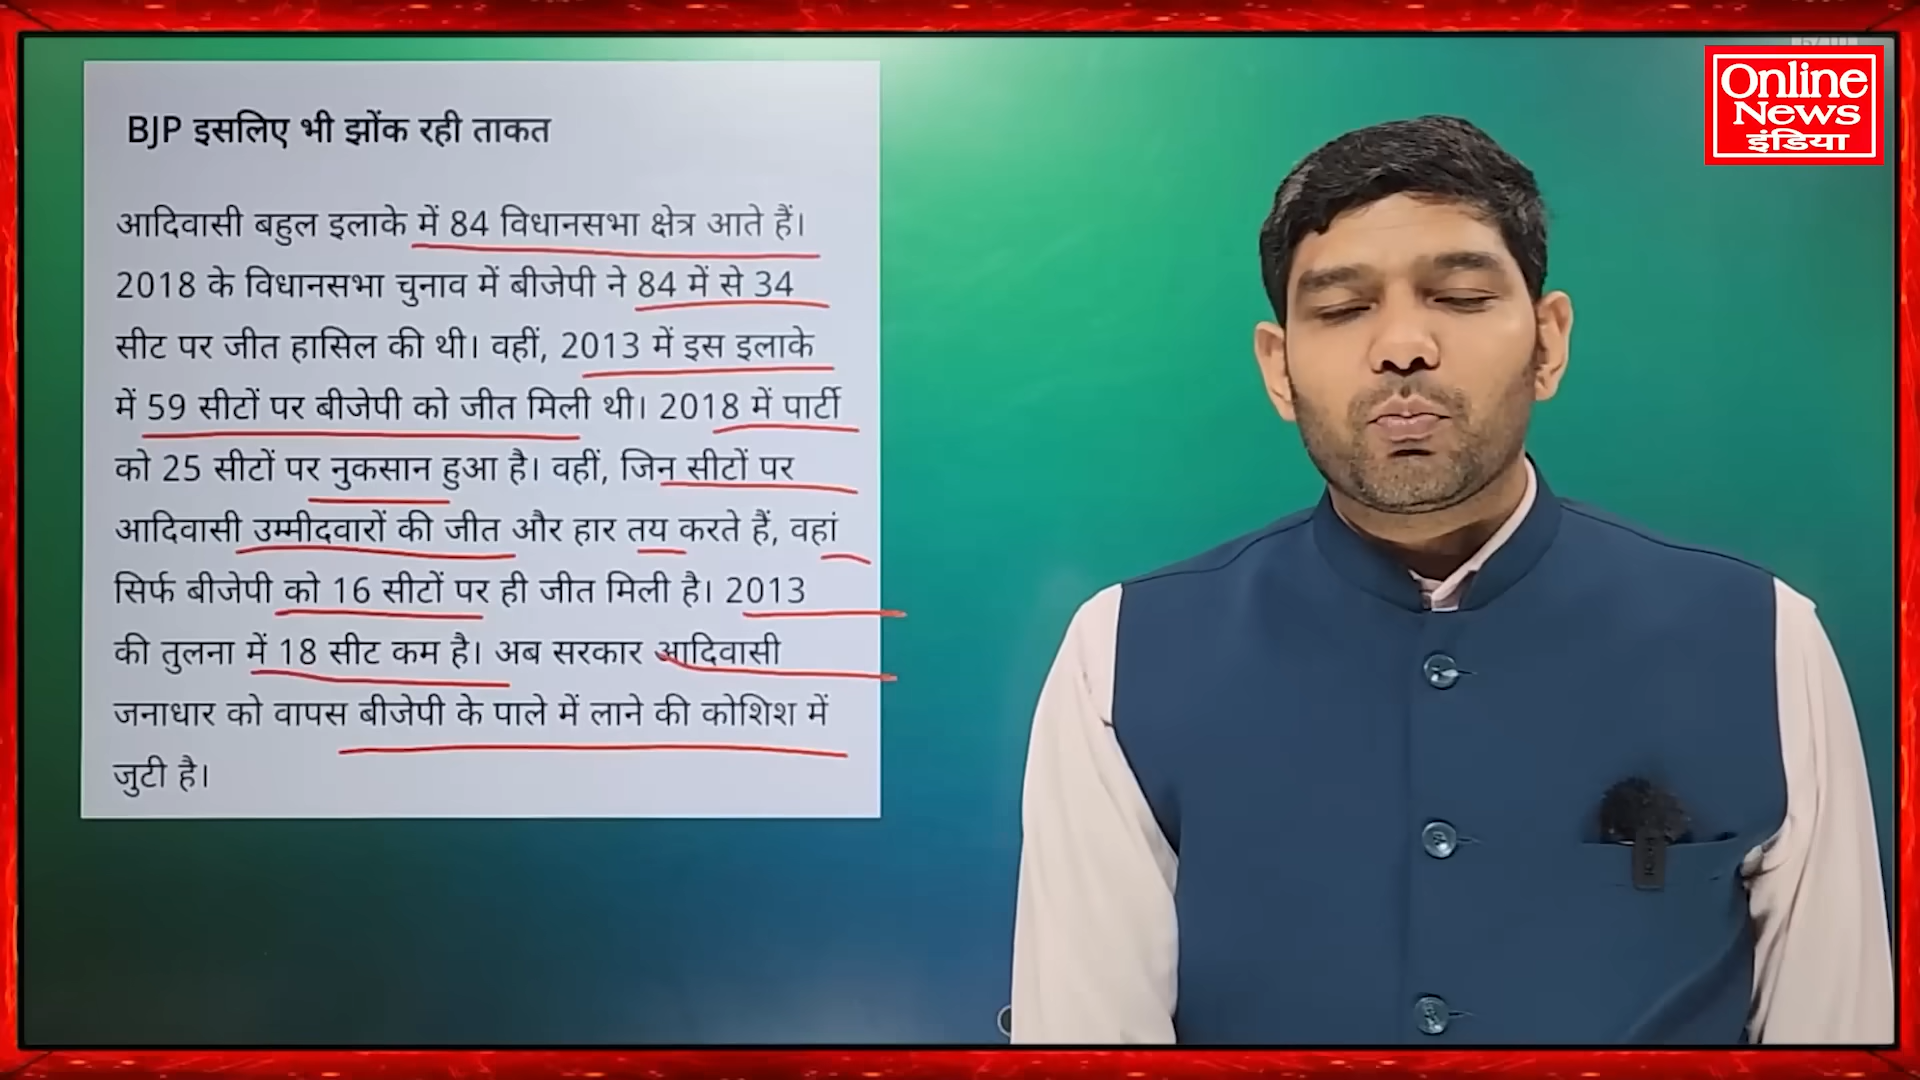 BJP इसलिए भी झोंक रही ताकत
आदिवासी बहुल इलाके में 84 विधानसभा क्षेत्र आते हैं।
2018 के विधानसभा चुनाव में बीजेपी ने 84 में से 34
सीट पर जीत हासिल की थी। वहीं, 2013 में इस इलाके
में 59 सीटों पर बीजेपी को जीत मिली थी। 2018 में पार्टी
को 25 सीटों पर नुकसान हुआ है। वहीं, जिन सीटों पर
आदिवासी उम्मीदवारों की जीत और हार तय करते हैं, वहां
सिर्फ बीजेपी को 16 सीटों पर ही जीत मिली है। 2013
की तुलना में 18 सीट कम है। अब सरकार आदिवासी
जनाधार को वापस बीजेपी के पाले में लाने की कोशिश में
जुटी है।
Online
News
इंडिया